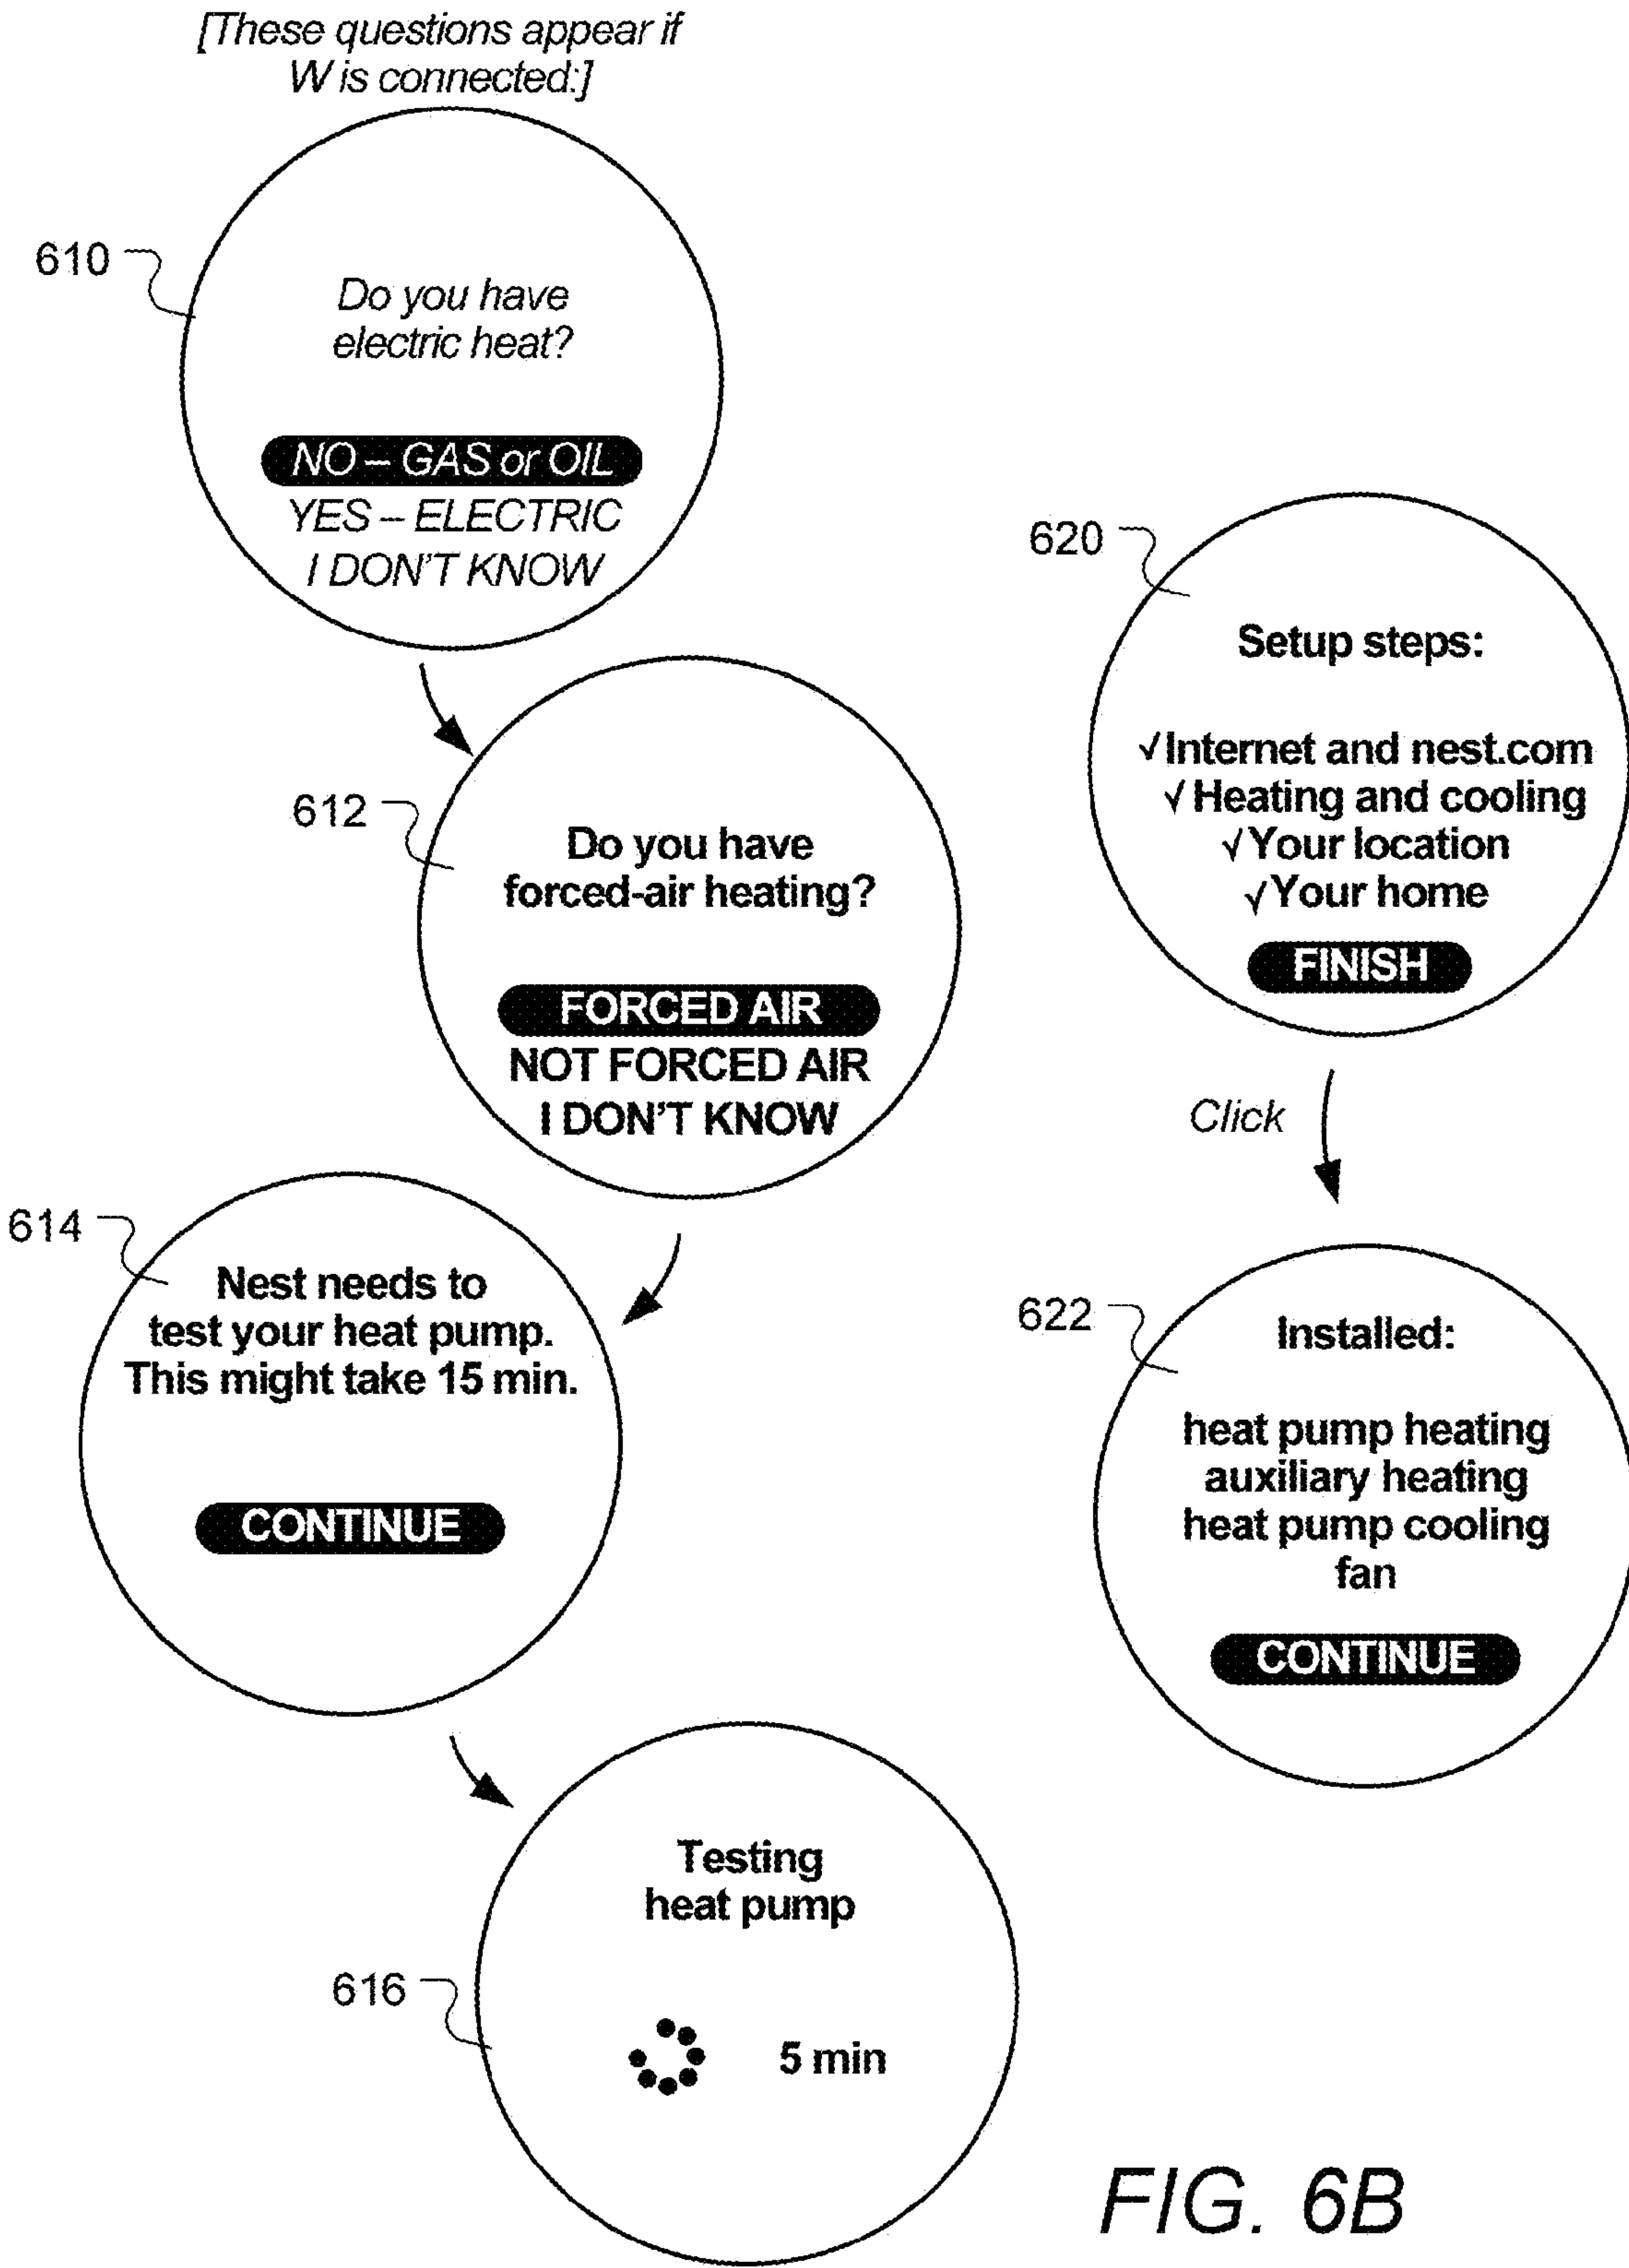 [These questions appear if
W is connected:]
610
Do you have
electric heat?
NO – GAS or OIL
YES – ELECTRIC
I DON'T KNOW
612
Do you have
forced-air heating?
FORCED AIR
NOT FORCED AIR
I DON'T KNOW
614
Nest needs to
test your heat pump.
This might take 15 min.
CONTINUE
616
Testing
heat pump
5 min
620
Setup steps:
√ Internet and nest.com
√ Heating and cooling
√ Your location
√ Your home
FINISH
Click
622
Installed:
heat pump heating
auxiliary heating
heat pump cooling
fan
CONTINUE
FIG. 6B